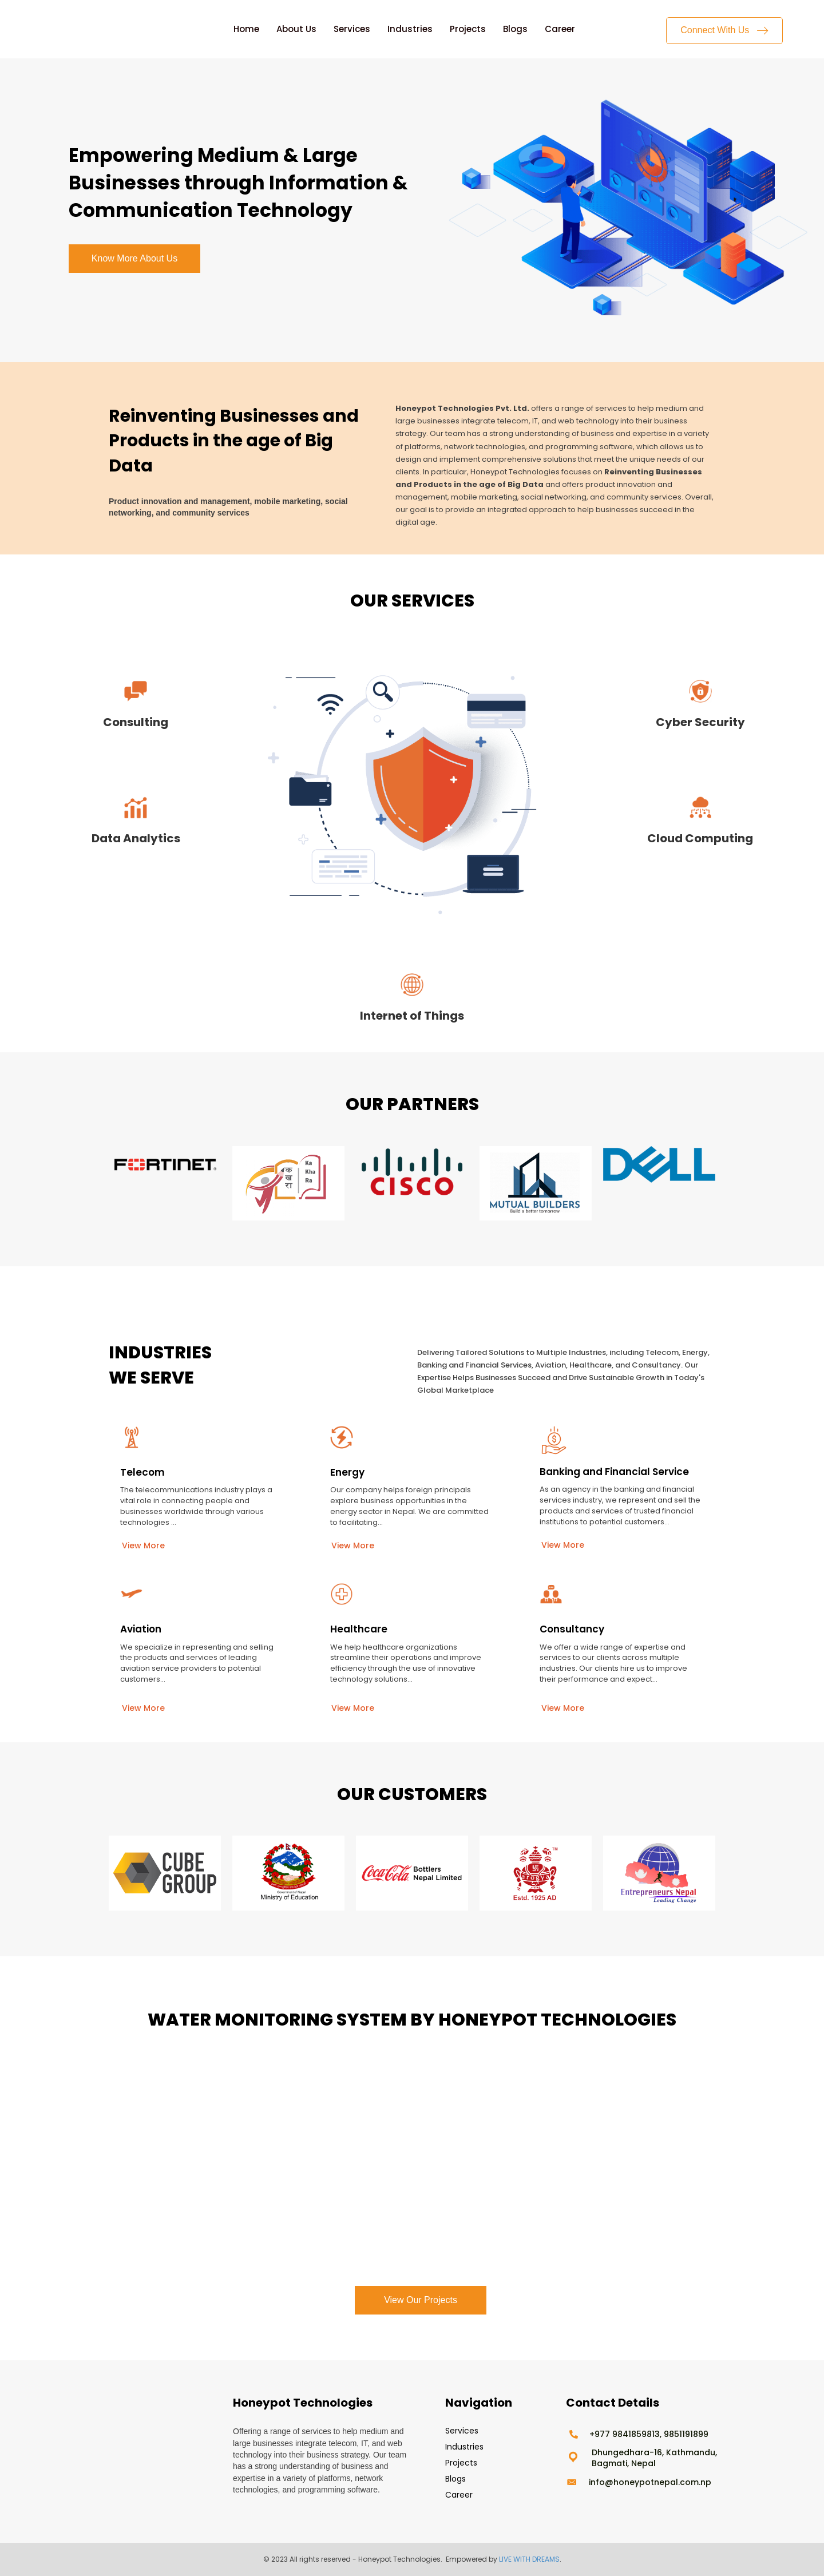 Home About Us Services Industries Projects Blogs Career
Connect With Us
Empowering Medium & Large
Businesses through Information &
Communication Technology
Know More About Us
Reinventing Businesses and
Products in the age of Big
Data
Product innovation and management, mobile marketing, social
networking, and community services
Honeypot Technologies Pvt. Ltd. offers a range of services to help medium and
large businesses integrate telecom, IT, and web technology into their business
strategy. Our team has a strong understanding of business and expertise in a variety
of platforms, network technologies, and programming software, which allows us to
design and implement comprehensive solutions that meet the unique needs of our
clients. In particular, Honeypot Technologies focuses on Reinventing Businesses
and Products in the age of Big Data and offers product innovation and
management, mobile marketing, social networking, and community services. Overall,
our goal is to provide an integrated approach to help businesses succeed in the
digital age.
OUR SERVICES
Consulting
Cyber Security
Data Analytics
Cloud Computing
Internet of Things
OUR PARTNERS
FORTINET
क
ख
रा
Ka
Kha
Ra
CISCO
MUTUAL BUILDERS
Build a better tomorrow
DELL
INDUSTRIES
WE SERVE
Delivering Tailored Solutions to Multiple Industries, including Telecom, Energy,
Banking and Financial Services, Aviation, Healthcare, and Consultancy. Our
Expertise Helps Businesses Succeed and Drive Sustainable Growth in Today's
Global Marketplace
Telecom
The telecommunications industry plays a
vital role in connecting people and
businesses worldwide through various
technologies ...
View More
Energy
Our company helps foreign principals
explore business opportunities in the
energy sector in Nepal. We are committed
to facilitating...
View More
Banking and Financial Service
As an agency in the banking and financial
services industry, we represent and sell the
products and services of trusted financial
institutions to potential customers...
View More
Aviation
We specialize in representing and selling
the products and services of leading
aviation service providers to potential
customers...
View More
Healthcare
We help healthcare organizations
streamline their operations and improve
efficiency through the use of innovative
technology solutions...
View More
Consultancy
We offer a wide range of expertise and
services to our clients across multiple
industries. Our clients hire us to improve
their performance and expect...
View More
OUR CUSTOMERS
CUBE
GROUP
Ministry of Education
Coca-Cola
Bottlers
Nepal Limited
TM
Estd. 1925 AD
Entrepreneurs Nepal
Leading Change
WATER MONITORING SYSTEM BY HONEYPOT TECHNOLOGIES
View Our Projects
Honeypot Technologies
Offering a range of services to help medium and
large businesses integrate telecom, IT, and web
technology into their business strategy. Our team
has a strong understanding of business and
expertise in a variety of platforms, network
technologies, and programming software.
Navigation
Services
Industries
Projects
Blogs
Career
Contact Details
+977 9841859813, 9851191899
Dhungedhara-16, Kathmandu,
Bagmati, Nepal
info@honeypotnepal.com.np
© 2023 All rights reserved - Honeypot Technologies. Empowered by LIVE WITH DREAMS.